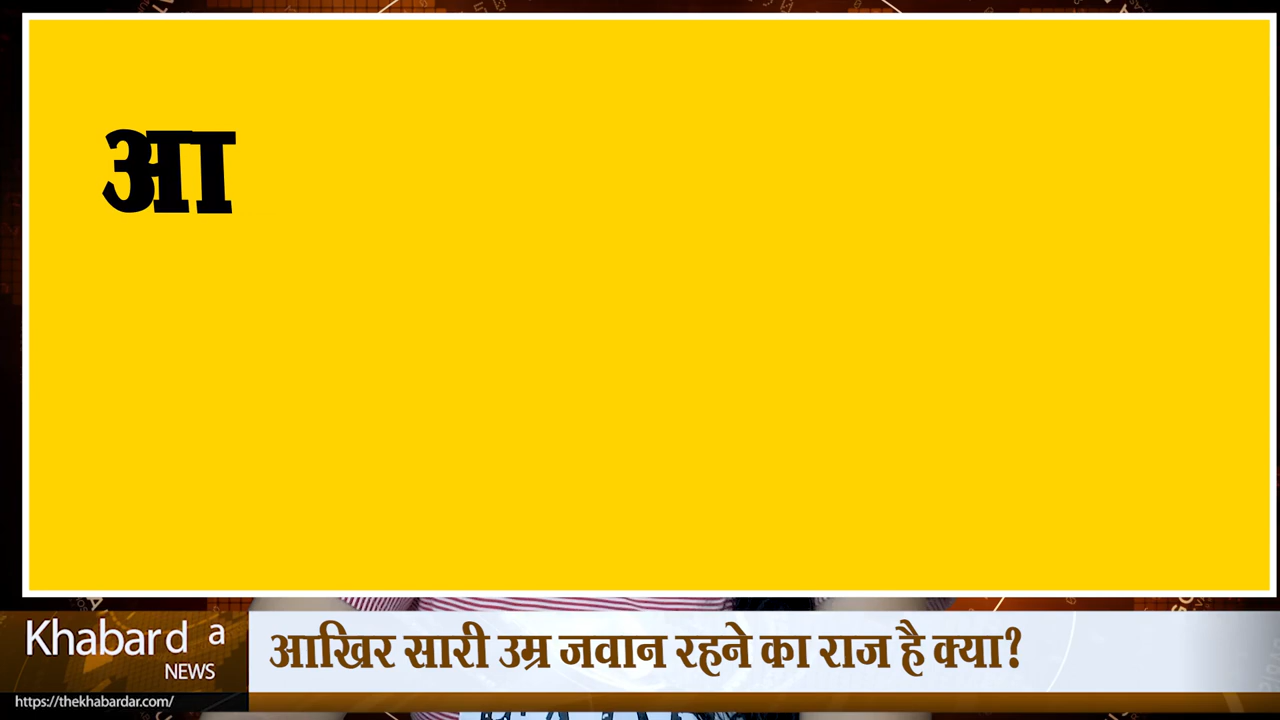 आ
Khabard a
NEWS
आखिर सारी उम्र जवान रहने का राज है क्या?
https://thekhabardar.com/